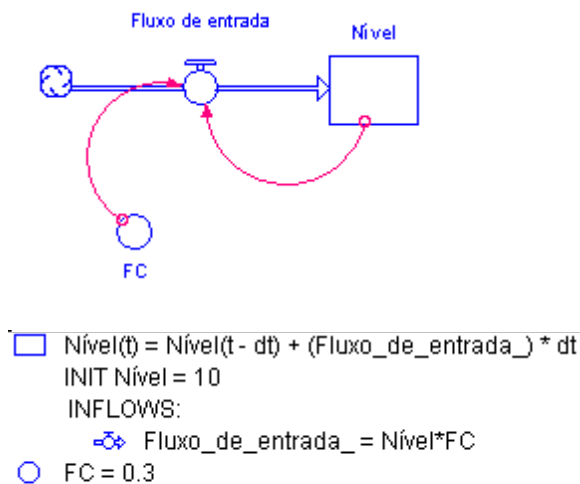 Fluxo de entrada
Nível
FC
Nível(t) = Nível(t - dt) + (Fluxo_de_entrada_) * dt
INIT Nível = 10
INFLOWS:
Fluxo_de_entrada_ = Nível*FC
FC = 0.3